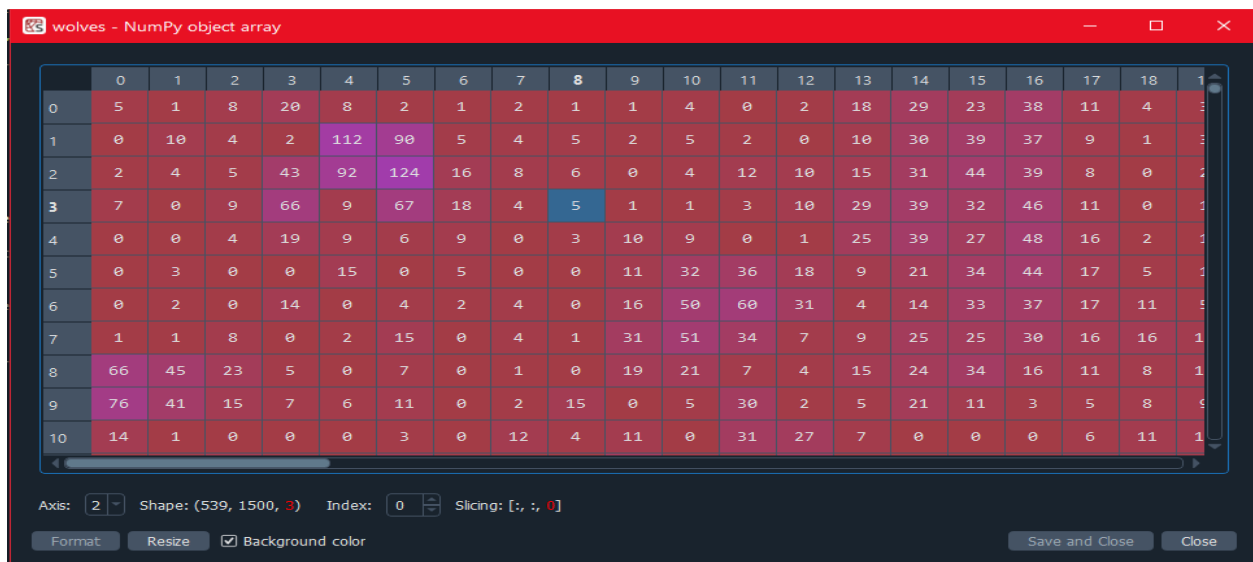 wolves - NumPy object array
0 1 2 3 4 5 6 7 8 9 10 11 12 13 14 15 16 17 18
0 5 1 8 20 8 2 1 2 1 1 4 0 2 18 29 23 38 11 4
1 0 10 4 2 112 90 5 4 5 2 5 2 0 10 30 39 37 9 1
2 2 4 5 43 92 124 16 8 6 0 4 12 10 15 31 44 39 8 0
3 7 0 9 66 9 67 18 4 5 1 1 3 10 29 39 32 46 11 0
4 0 0 4 19 9 6 9 0 3 10 9 0 1 25 39 27 48 16 2
5 0 3 0 0 15 0 5 0 0 11 32 36 18 9 21 34 44 17 5
6 0 2 0 14 0 4 2 4 0 16 50 60 31 4 14 33 37 17 11
7 1 1 8 0 2 15 0 4 1 31 51 34 7 9 25 25 30 16 16
8 66 45 23 5 0 7 0 1 0 19 21 7 4 15 24 34 16 11 8
9 76 41 15 7 6 11 0 2 15 0 5 30 2 5 21 11 3 5 8
10 14 1 0 0 0 3 0 12 4 11 0 31 27 7 0 0 0 6 11
Axis: 2 Shape: (539, 1500, 3) Index: 0 Slicing: [:, :, 0]
Format Resize Background color Save and Close Close